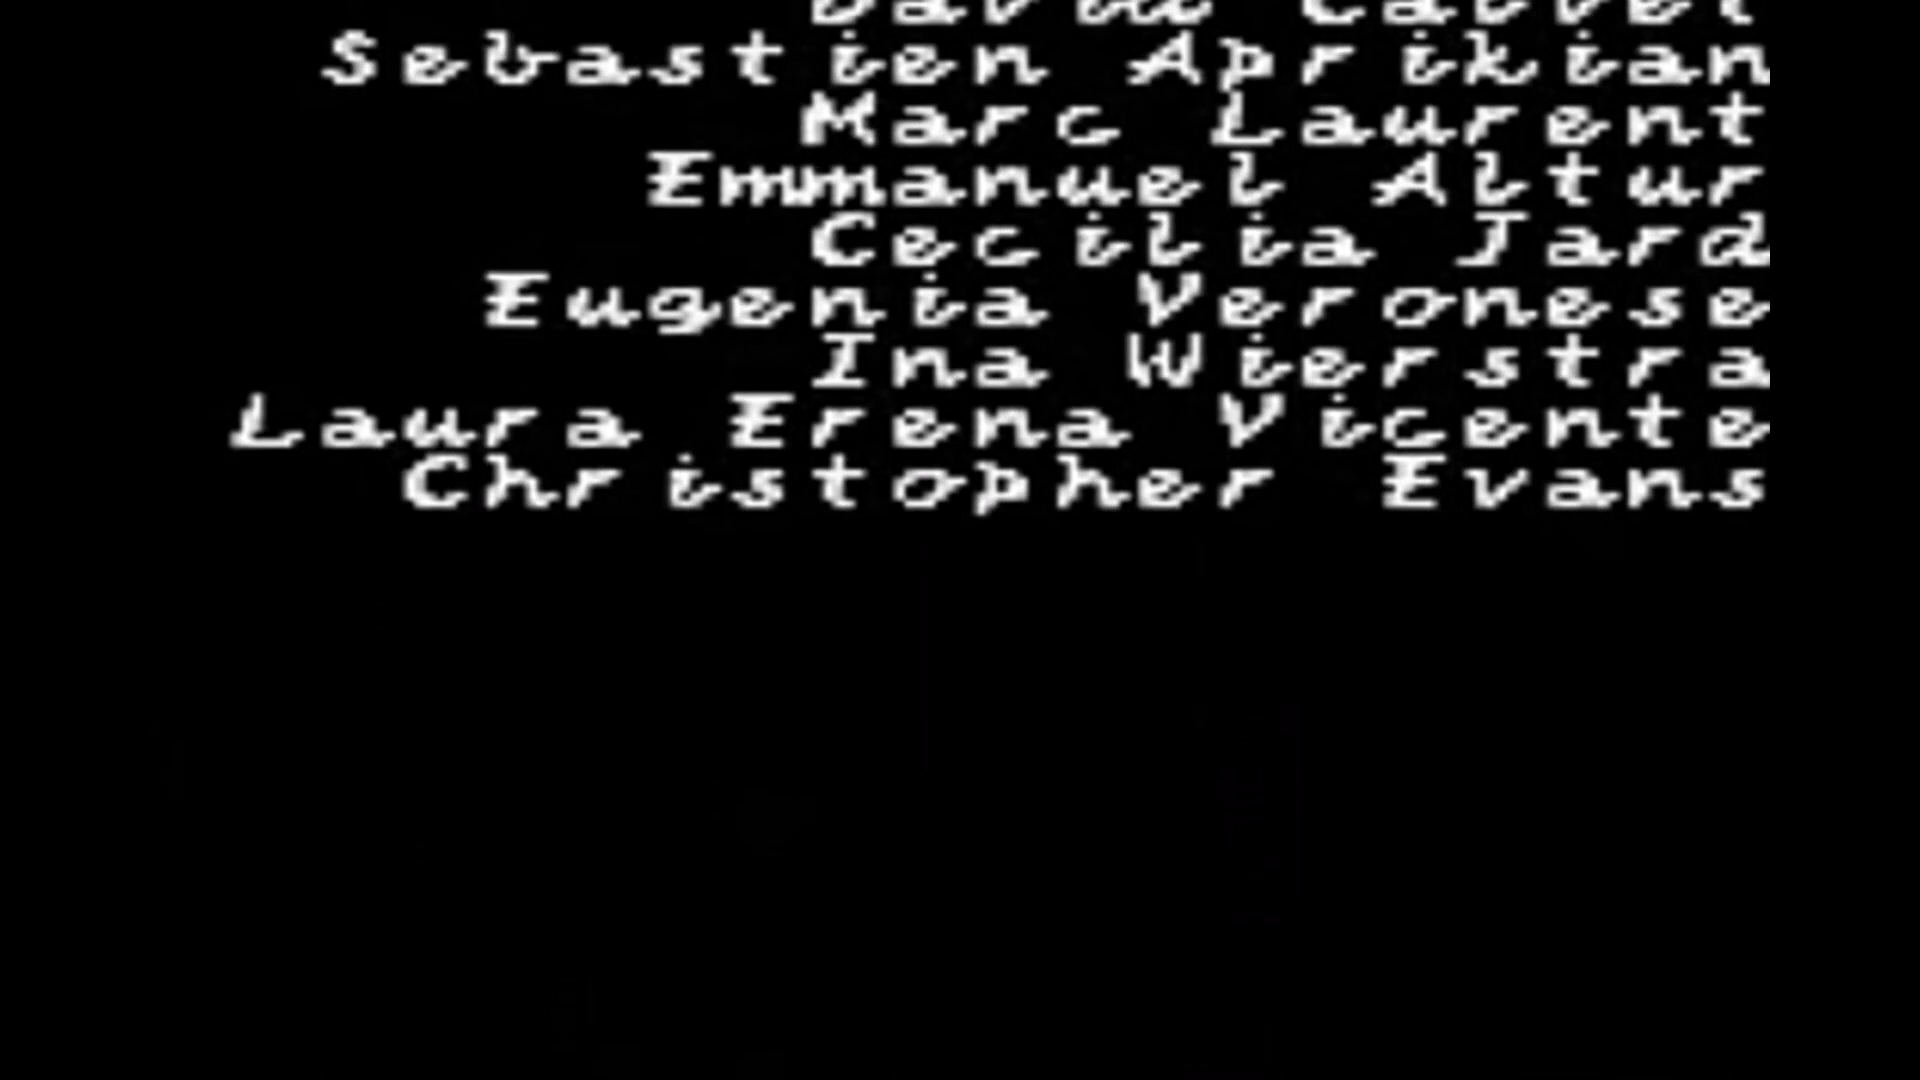 Sebastien Aprikian
Marc Laurent
Emmanuel Altur
Cecilia Jard
Eugenia Veronese
Ina Wierstra
Laura Erena Vicente
Christopher Evans